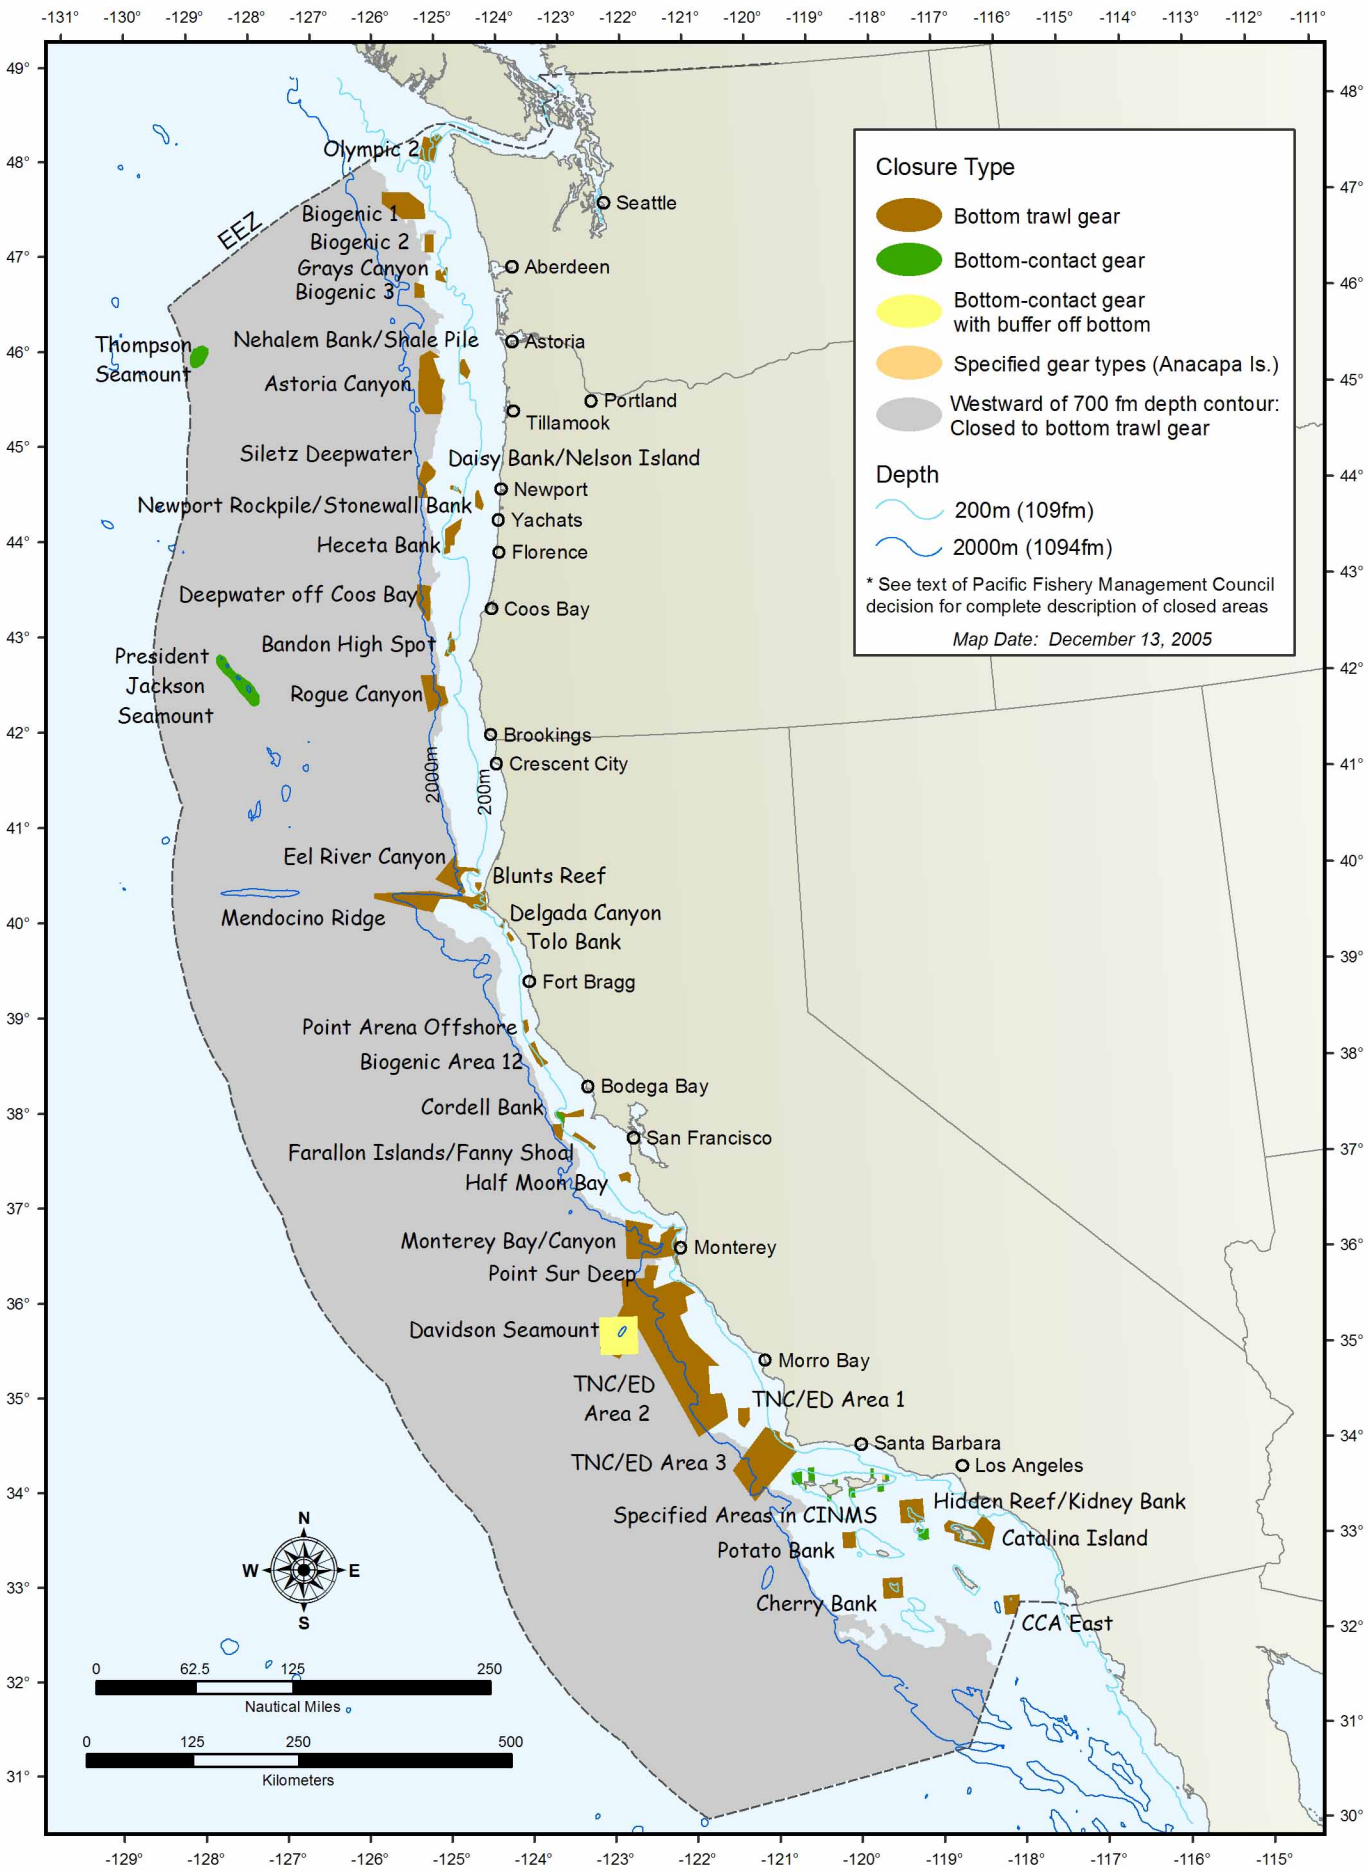 -131° -130° -129° -128° -127° -126° -125° -124° -123° -122° -121° -120° -119° -118° -117° -116° -115° -114° -113° -112° -111°
49°
48°
47°
46°
45°
44°
43°
42°
41°
40°
39°
38°
37°
36°
35°
34°
33°
32°
31°
48°
47°
46°
45°
44°
43°
42°
41°
40°
39°
38°
37°
36°
35°
34°
33°
32°
31°
30°
Closure Type
Bottom trawl gear
Bottom-contact gear
Bottom-contact gear
with buffer off bottom
Specified gear types (Anacapa Is.)
Westward of 700 fm depth contour:
Closed to bottom trawl gear
Depth
200m (109fm)
2000m (1094fm)
* See text of Pacific Fishery Management Council
decision for complete description of closed areas
Map Date: December 13, 2005
Olympic 2
EEZ
Biogenic 1
Seattle
Biogenic 2
Grays Canyon
Aberdeen
Biogenic 3
Thompson
Seamount
Nehalem Bank/Shale Pile
Astoria
Astoria Canyon
Portland
Tillamook
Siletz Deepwater
Daisy Bank/Nelson Island
Newport
Newport Rockpile/Stonewall Bank
Yachats
Heceta Bank
Florence
Deepwater off Coos Bay
Coos Bay
Bandon High Spot
President
Jackson
Seamount
Rogue Canyon
Brookings
Crescent City
2000m
200m
Eel River Canyon
Blunts Reef
Mendocino Ridge
Delgada Canyon
Tolo Bank
Fort Bragg
Point Arena Offshore
Biogenic Area 12
Bodega Bay
Cordell Bank
San Francisco
Farallon Islands/Fanny Shoal
Half Moon Bay
Monterey Bay/Canyon
Monterey
Point Sur Deep
Davidson Seamount
Morro Bay
TNC/ED
Area 2
TNC/ED Area 1
Santa Barbara
TNC/ED Area 3
Los Angeles
Hidden Reef/Kidney Bank
Specified Areas in CINMS
Catalina Island
Potato Bank
Cherry Bank
CCA East
N
W
E
S
0 62.5 125 250
Nautical Miles
0 125 250 500
Kilometers
-129° -128° -127° -126° -125° -124° -123° -122° -121° -120° -119° -118° -117° -116° -115°